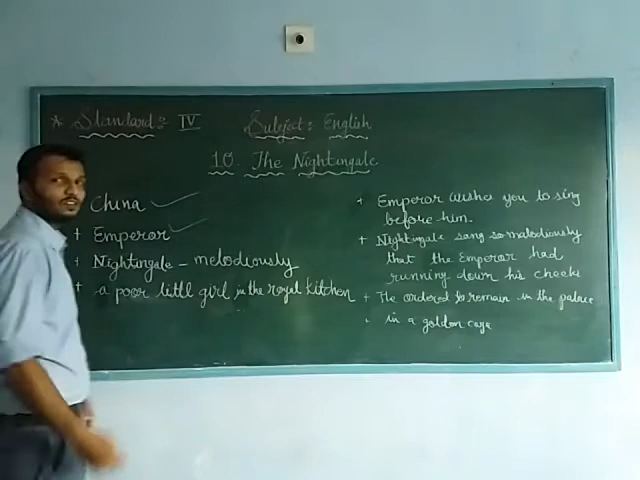 * Standard: IV Subject: English
10. The Nightingale
China ✓
+ Emperor ✓
+ Nightingale – melodiously
+ a poor littl girl in the royal kitchen
+ Emperor wishes you to sing
before him.
+ Nightingale sang so melodiously
that the Emperor had
running down his cheeks
+ The ordered to remain in the palace
+ in a golden cage